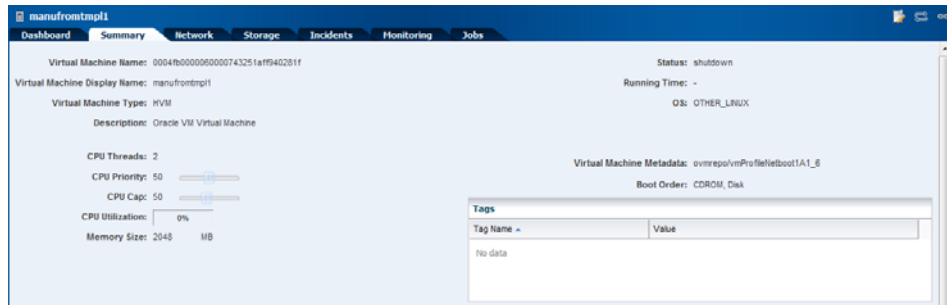 manufromtmpl1
Dashboard Summary Network Storage Incidents Monitoring Jobs
Virtual Machine Name: 0004fb0000060000743251aff940281f
Virtual Machine Display Name: manufromtmpl1
Virtual Machine Type: HVM
Description: Oracle VM Virtual Machine
CPU Threads: 2
CPU Priority: 50
CPU Cap: 50
CPU Utilization: 0%
Memory Size: 2048 MB
Status: shutdown
Running Time: -
OS: OTHER_LINUX
Virtual Machine Metadata: ovmrepo/vmProfileNetboot1A1_6
Boot Order: CDROM, Disk
Tags
Tag Name Value
No data